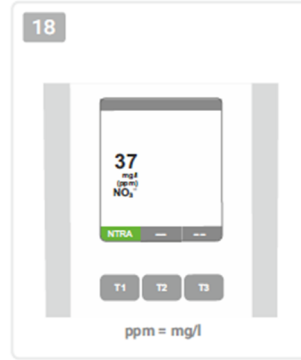 18
37
mg/l
(ppm)
NO₃⁻
NTRA — --
T1 T2 T3
ppm = mg/l